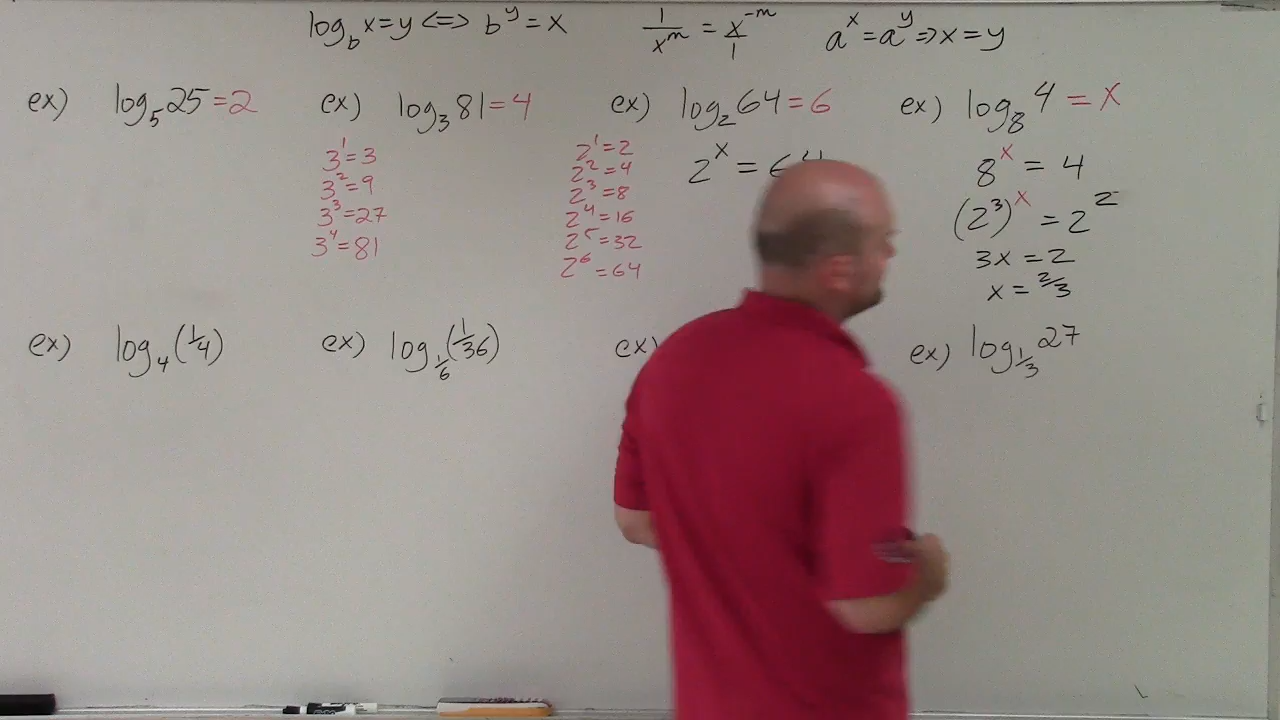 log_b x = y <=> b^y = x
1/x^m = x^-m/1
a^x = a^y => x = y
ex) log_5 25 = 2
ex) log_3 81 = 4
3^1 = 3
3^2 = 9
3^3 = 27
3^4 = 81
ex) log_2 64 = 6
2^1 = 2
2^2 = 4
2^3 = 8
2^4 = 16
2^5 = 32
2^6 = 64
2^x = 64
ex) log_8 4 = x
8^x = 4
(2^3)^x = 2^2
3x = 2
x = 2/3
ex) log_4 (1/4)
ex) log_1/6 (1/36)
ex)
ex) log_1/3 27